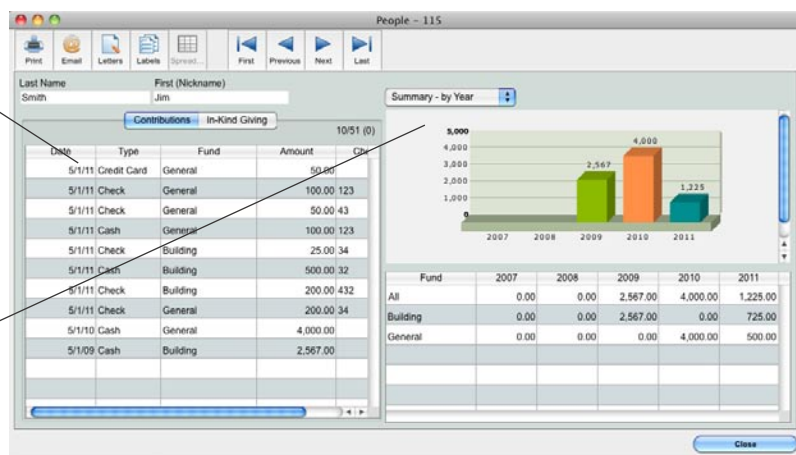 People - 115
Print Email Letters Labels Spread... First Previous Next Last
Last Name First (Nickname)
Smith Jim
Contributions In-Kind Giving
10/51 (0)
Date Type Fund Amount
5/1/11 Credit Card General 50.00
5/1/11 Check General 100.00 123
5/1/11 Check General 50.00 43
5/1/11 Cash General 100.00 123
5/1/11 Check Building 25.00 34
5/1/11 Cash Building 500.00 32
5/1/11 Check Building 200.00 432
5/1/11 Check General 200.00 34
5/1/10 Cash General 4,000.00
5/1/09 Cash Building 2,567.00
Summary - by Year
5,000
4,000
3,000
2,000
1,000
0
2,567
4,000
1,225
2007 2008 2009 2010 2011
Fund 2007 2008 2009 2010 2011
All 0.00 0.00 2,567.00 4,000.00 1,225.00
Building 0.00 0.00 2,567.00 0.00 725.00
General 0.00 0.00 0.00 4,000.00 500.00
Close